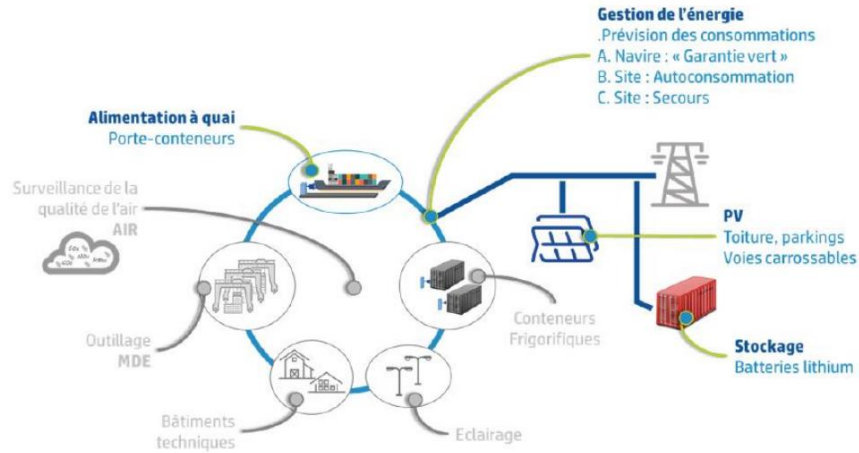 Gestion de l'énergie
.Prévision des consommations
A. Navire : « Garantie vert »
B. Site : Autoconsommation
C. Site : Secours
Alimentation à quai
Porte-conteneurs
Surveillance de la
qualité de l'air
AIR
PV
Toiture, parkings
Voies carrossables
Outillage
MDE
Conteneurs
Frigorifiques
Stockage
Batteries lithium
Bâtiments
techniques
Eclairage